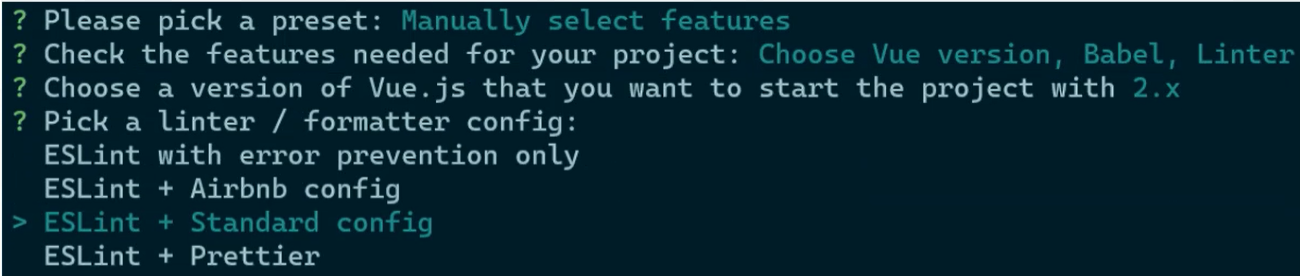 ? Please pick a preset: Manually select features
? Check the features needed for your project: Choose Vue version, Babel, Linter
? Choose a version of Vue.js that you want to start the project with 2.x
? Pick a linter / formatter config:
ESLint with error prevention only
ESLint + Airbnb config
> ESLint + Standard config
ESLint + Prettier